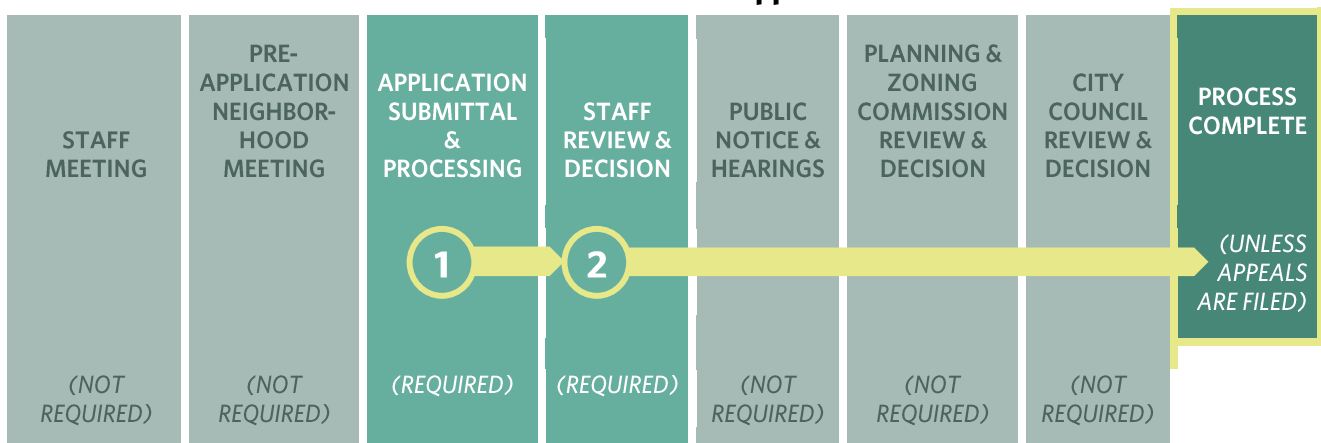 STAFF
MEETING
(NOT
REQUIRED)
PRE-
APPLICATION
NEIGHBOR-
HOOD
MEETING
(NOT
REQUIRED)
APPLICATION
SUBMITTAL
&
PROCESSING
1
(REQUIRED)
STAFF
REVIEW &
DECISION
2
(REQUIRED)
PUBLIC
NOTICE &
HEARINGS
(NOT
REQUIRED)
PLANNING &
ZONING
COMMISSION
REVIEW &
DECISION
(NOT
REQUIRED)
CITY
COUNCIL
REVIEW &
DECISION
(NOT
REQUIRED)
PROCESS
COMPLETE
(UNLESS
APPEALS
ARE FILED)